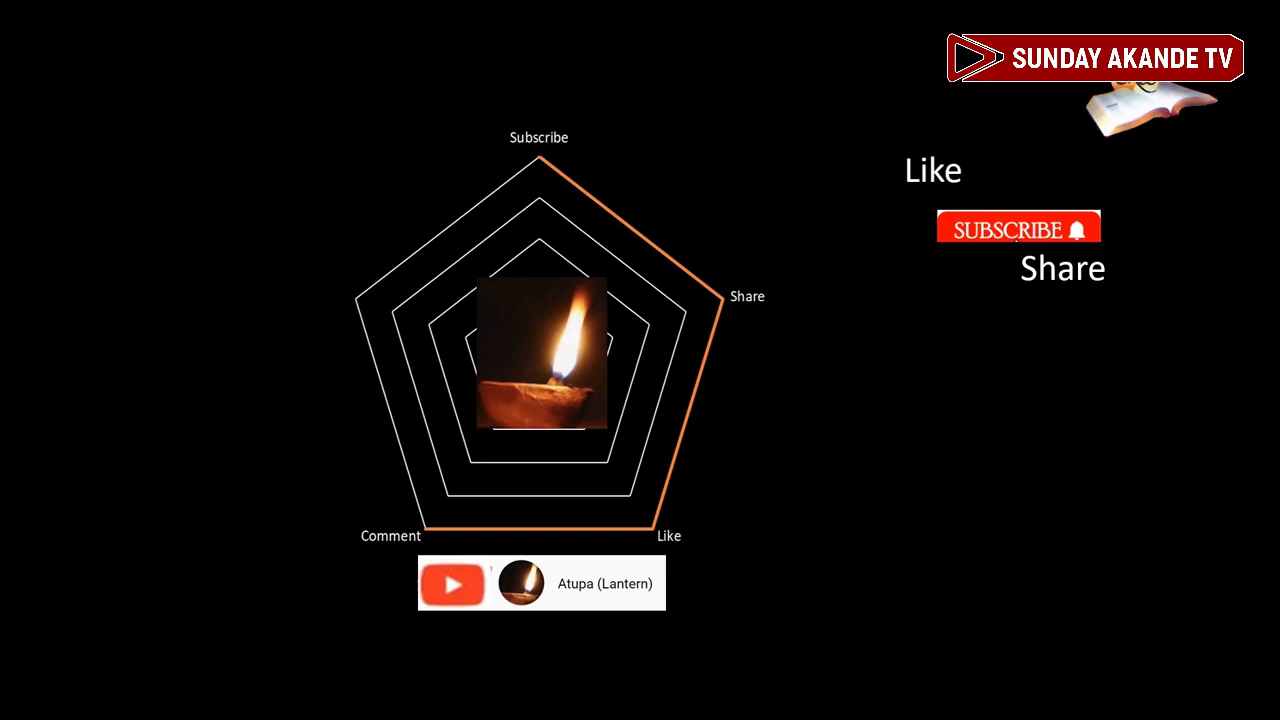 SUNDAY AKANDE TV
Subscribe
Like
SUBSCRIBE
Share
Share
Comment
Like
Atupa (Lantern)